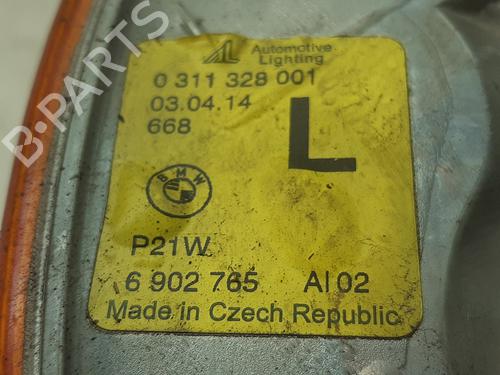 AL Automotive
Lighting
0 311 328 001
03.04.14
668
L
BMW
P21W
6 902 765 AI 02
Made in Czech Republic
B-PARTS